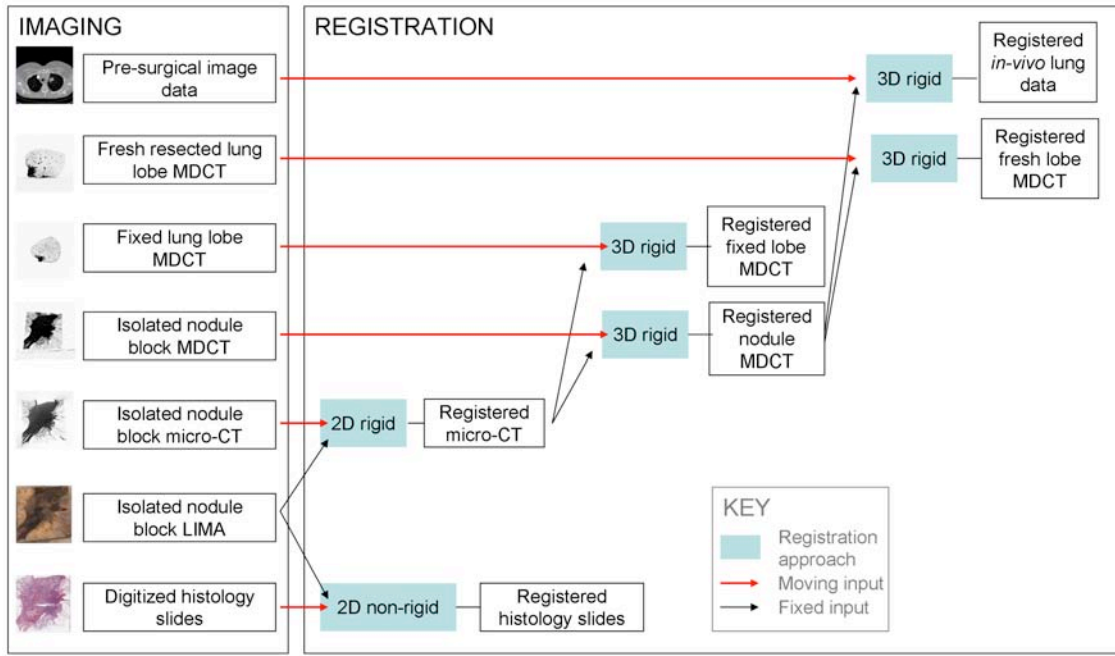 IMAGING
Pre-surgical image
data
Fresh resected lung
lobe MDCT
Fixed lung lobe
MDCT
Isolated nodule
block MDCT
Isolated nodule
block micro-CT
Isolated nodule
block LIMA
Digitized histology
slides
REGISTRATION
3D rigid
Registered
in-vivo lung
data
3D rigid
Registered
fresh lobe
MDCT
3D rigid
Registered
fixed lobe
MDCT
3D rigid
Registered
nodule
MDCT
2D rigid
Registered
micro-CT
2D non-rigid
Registered
histology slides
KEY
Registration
approach
Moving input
Fixed input